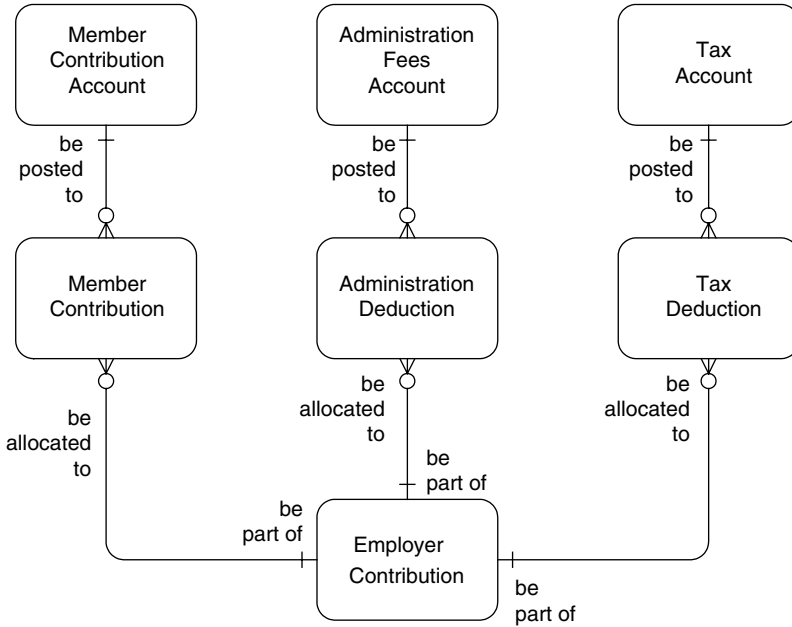 Member
Contribution
Account
Administration
Fees
Account
Tax
Account
be
posted
to
be
posted
to
be
posted
to
Member
Contribution
Administration
Deduction
Tax
Deduction
be
allocated
to
be
allocated
to
be
allocated
to
be
part of
be
part of
Employer
Contribution
be
part of